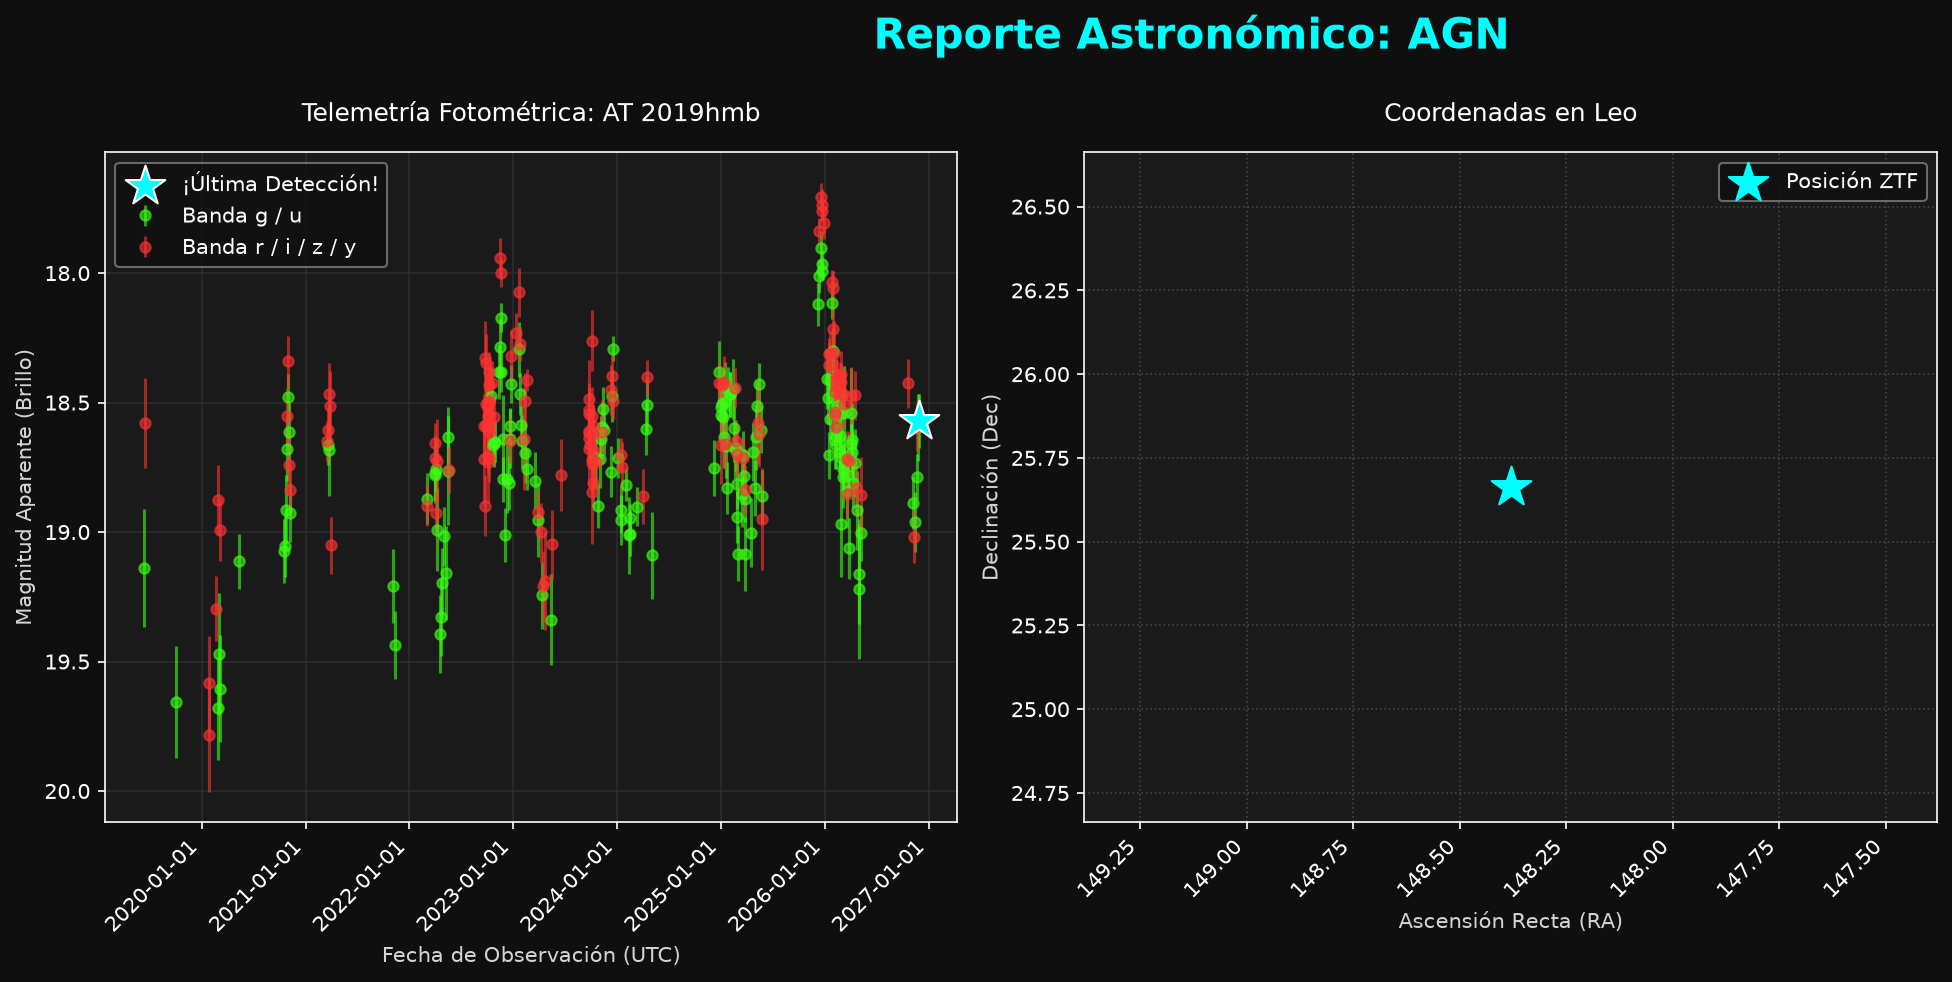 Reporte Astronómico: AGN
Telemetría Fotométrica: AT 2019hmb
¡Última Detección!
Banda g / u
Banda r / i / z / y
Magnitud Aparente (Brillo)
18.0
18.5
19.0
19.5
20.0
2020-01-01
2021-01-01
2022-01-01
2023-01-01
2024-01-01
2025-01-01
2026-01-01
2027-01-01
Fecha de Observación (UTC)
Coordenadas en Leo
Posición ZTF
Declinación (Dec)
26.50
26.25
26.00
25.75
25.50
25.25
25.00
24.75
149.25
149.00
148.75
148.50
148.25
148.00
147.75
147.50
Ascensión Recta (RA)